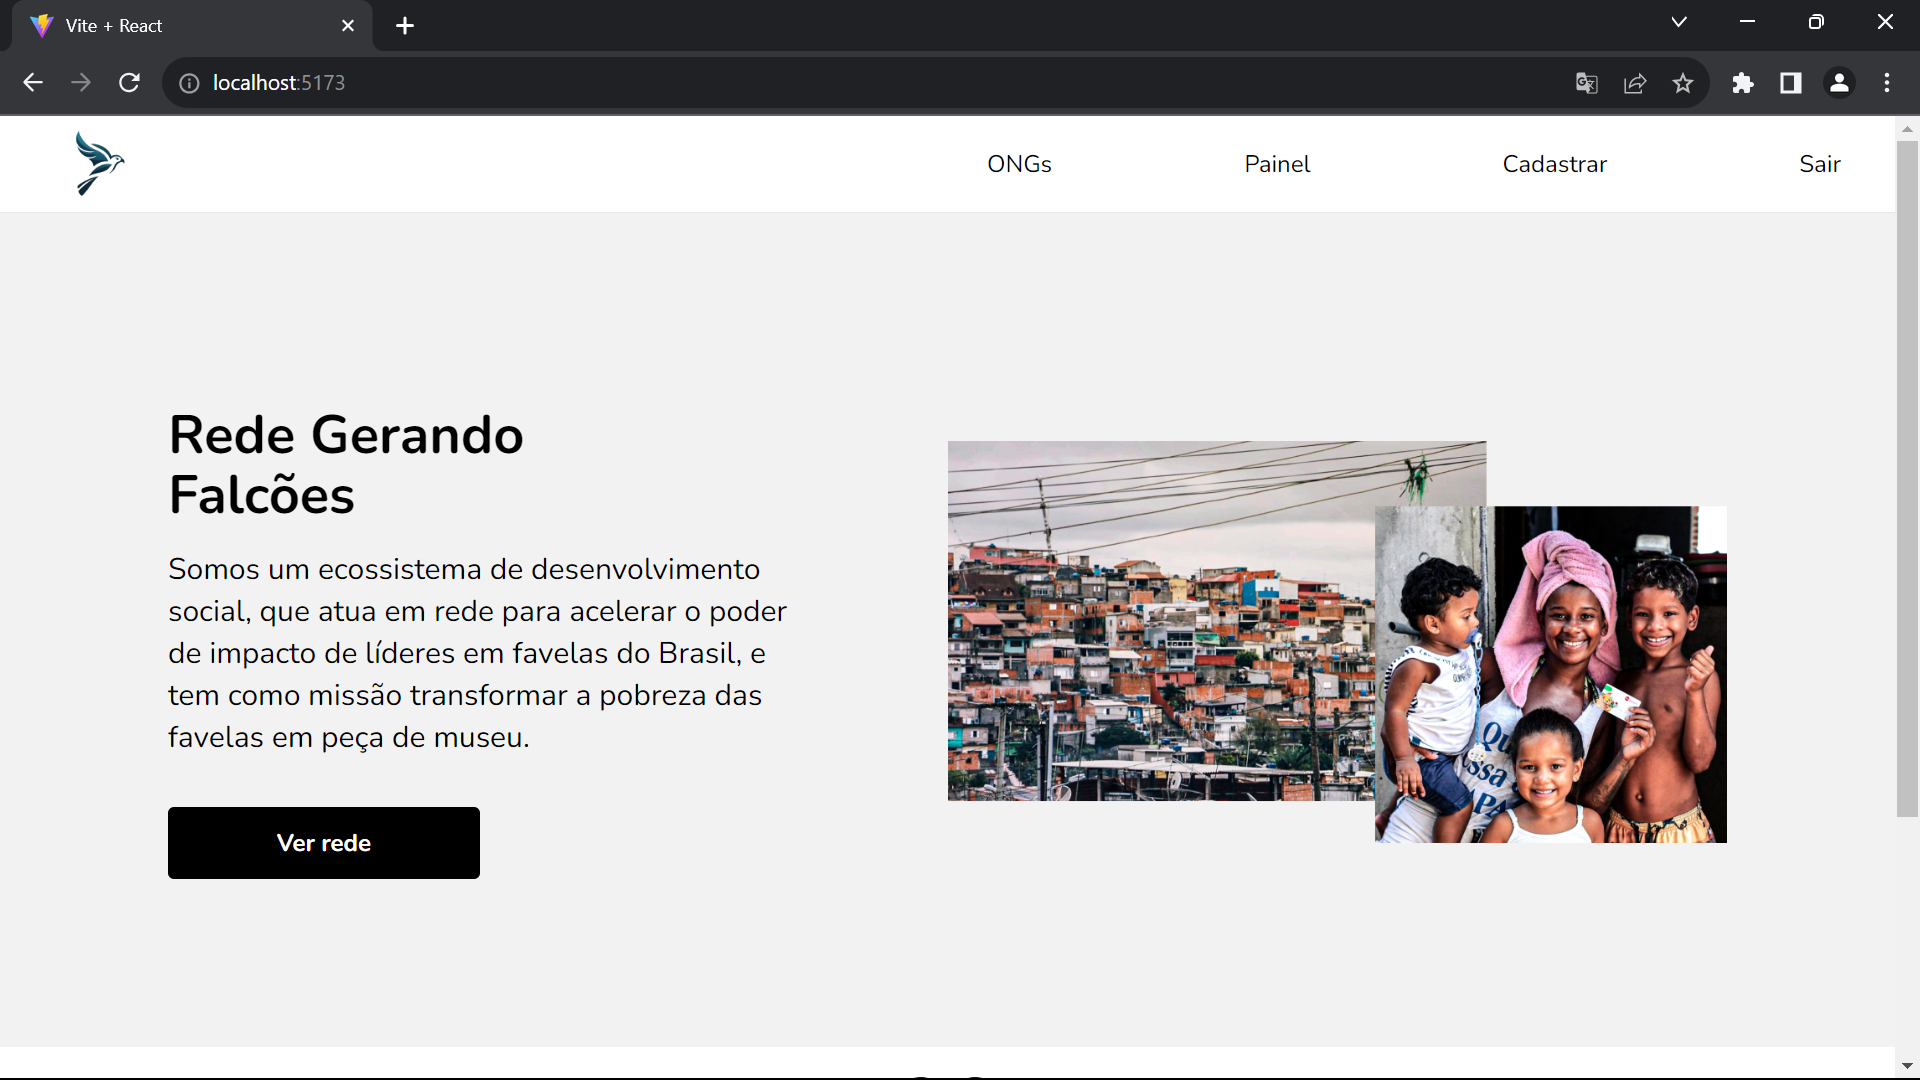 Vite + React
localhost:5173
ONGs
Painel
Cadastrar
Sair
Rede Gerando
Falcões
Somos um ecossistema de desenvolvimento
social, que atua em rede para acelerar o poder
de impacto de líderes em favelas do Brasil, e
tem como missão transformar a pobreza das
favelas em peça de museu.
Ver rede